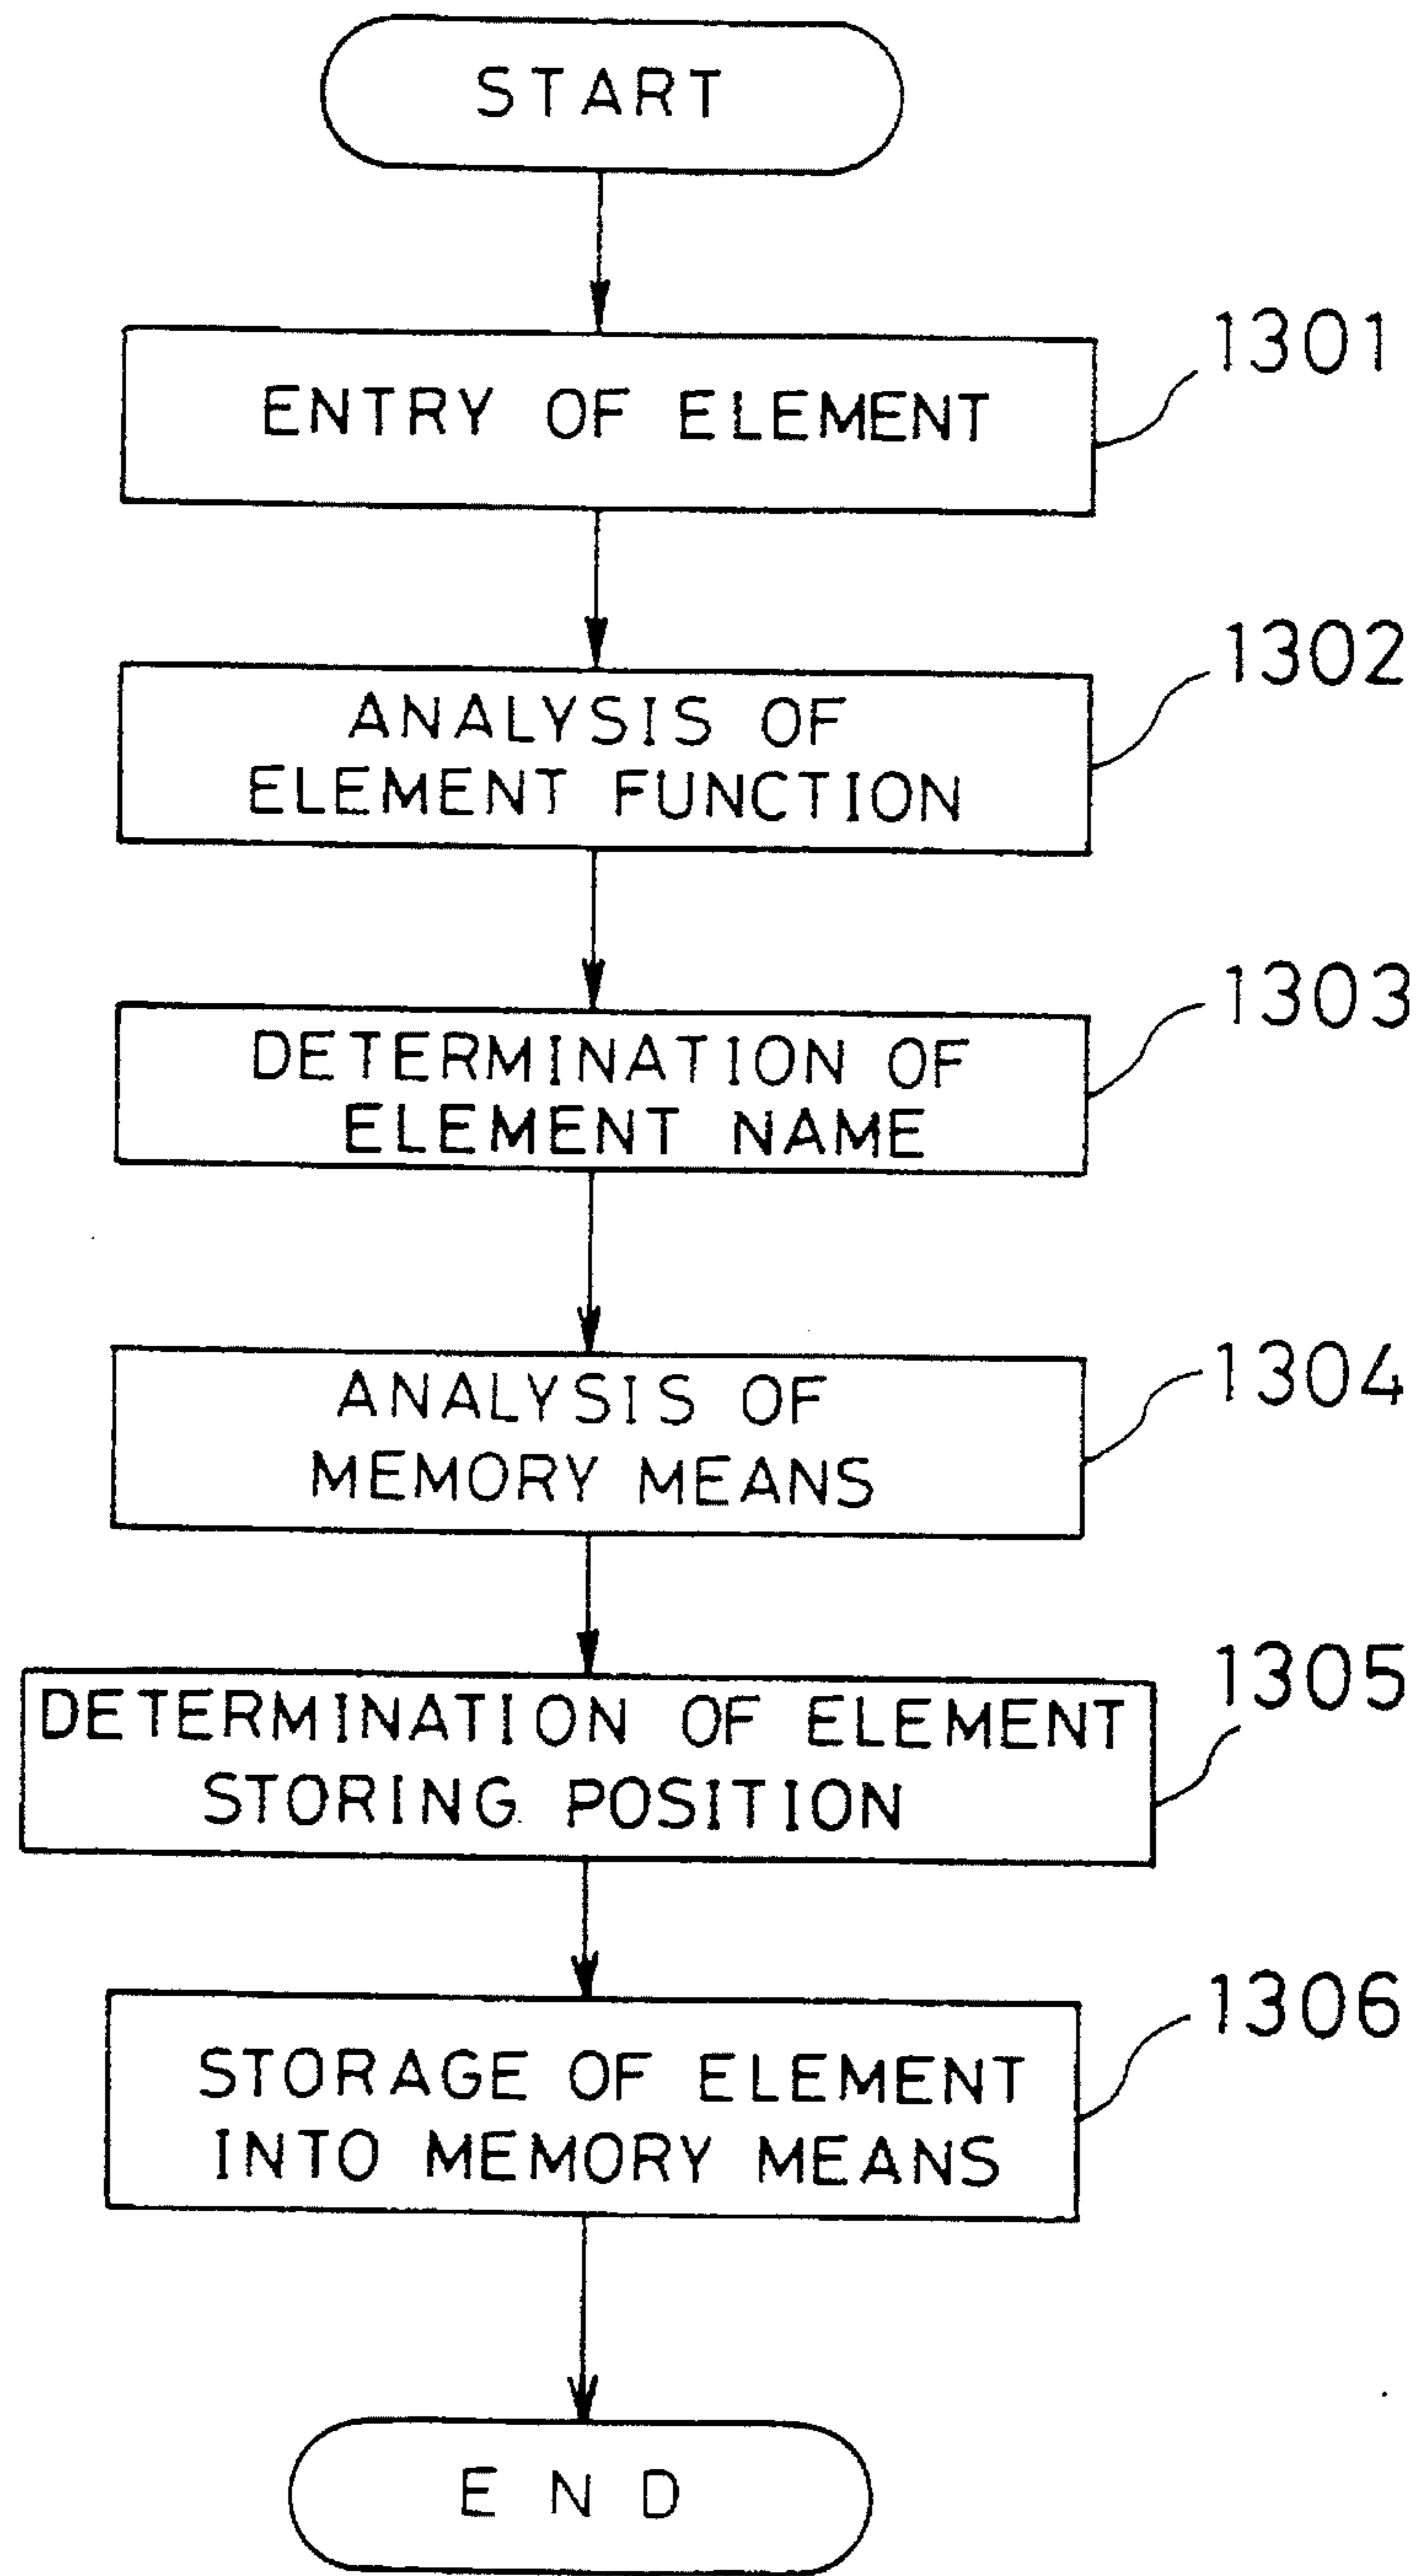 START
1301
ENTRY OF ELEMENT
1302
ANALYSIS OF
ELEMENT FUNCTION
1303
DETERMINATION OF
ELEMENT NAME
1304
ANALYSIS OF
MEMORY MEANS
1305
DETERMINATION OF ELEMENT
STORING POSITION
1306
STORAGE OF ELEMENT
INTO MEMORY MEANS
END